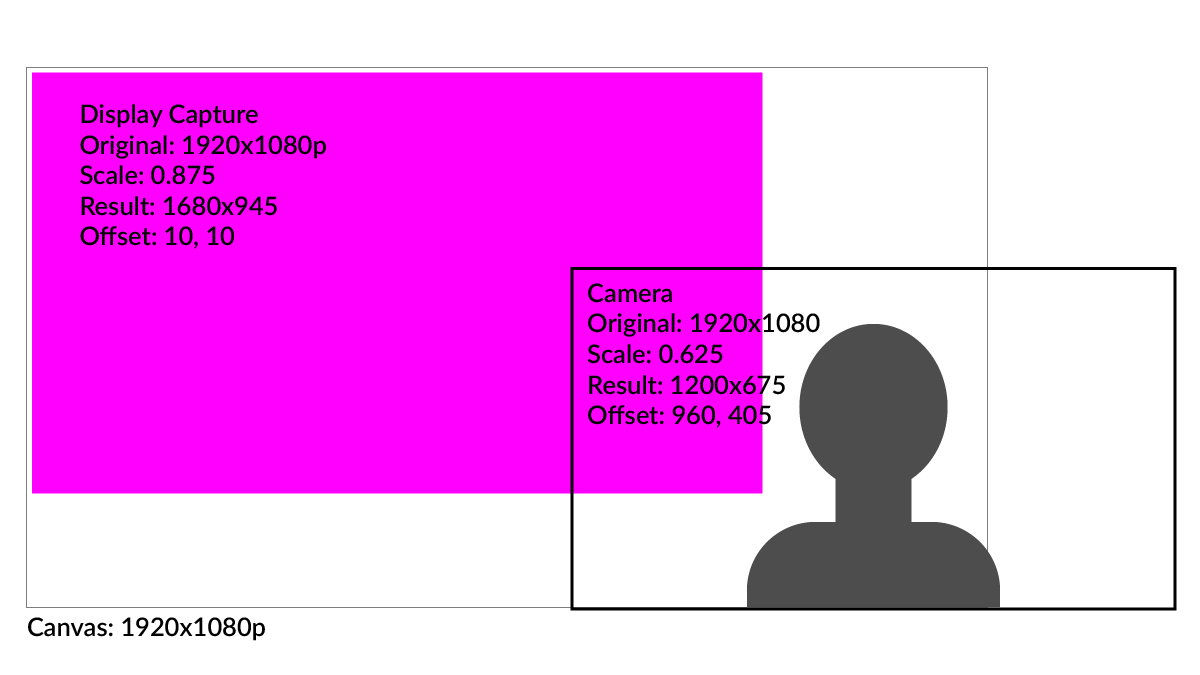 Display Capture
Original: 1920x1080p
Scale: 0.875
Result: 1680x945
Offset: 10, 10
Camera
Original: 1920x1080
Scale: 0.625
Result: 1200x675
Offset: 960, 405
Canvas: 1920x1080p